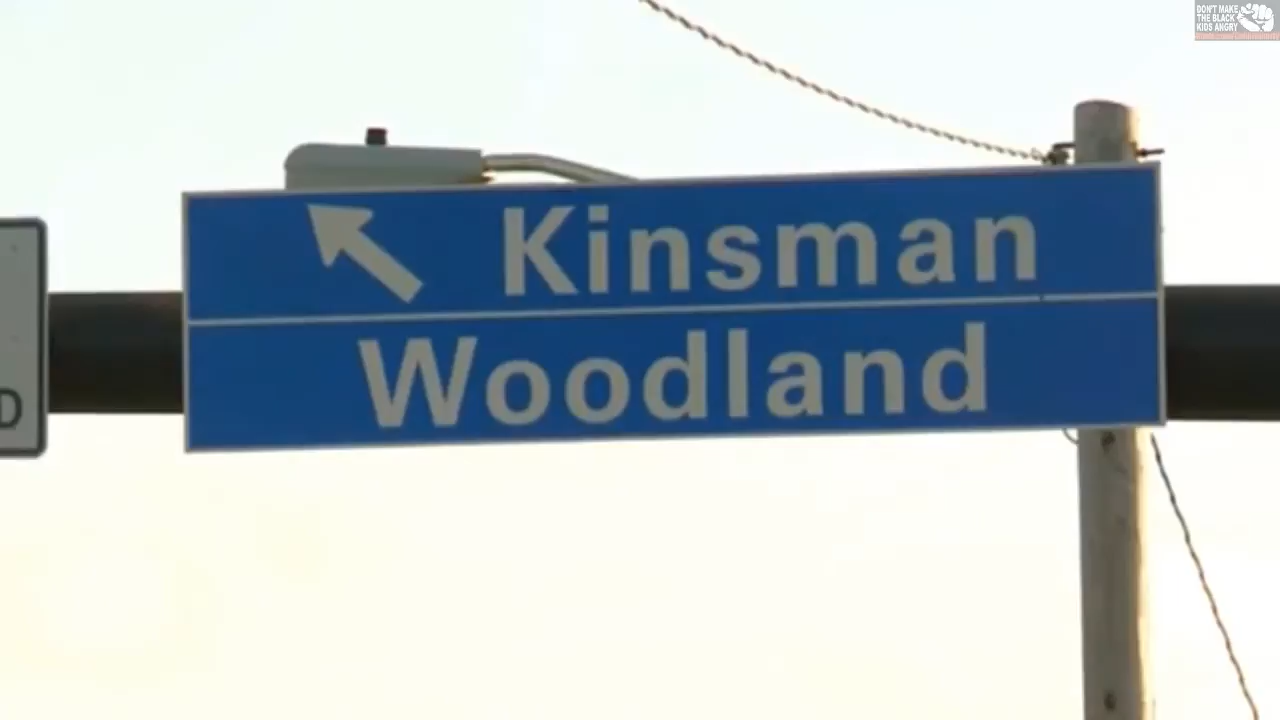 DON'T MAKE
THE BLACK
KIDS ANGRY
Kinsman
Woodland
D